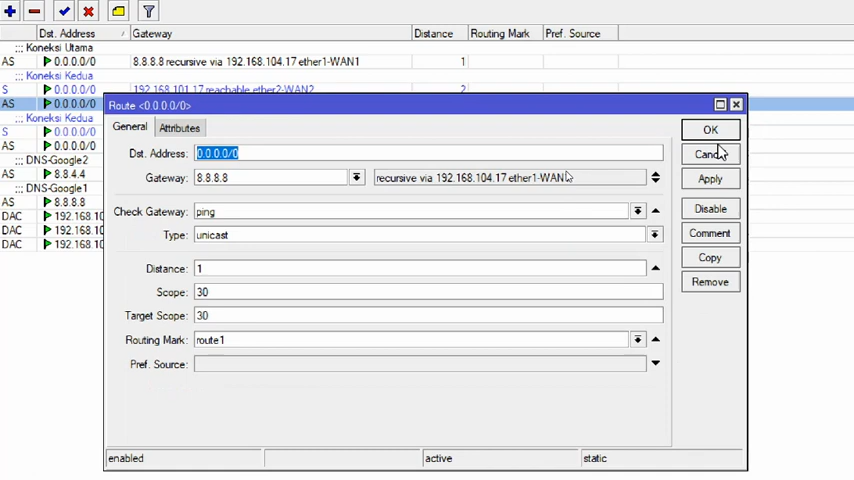 Dst. Address Gateway Distance Routing Mark Pref. Source
;;; Koneksi Utama
AS 0.0.0.0/0 8.8.8.8 recursive via 192.168.104.17 ether1-WAN1 1
;;; Koneksi Kedua
S 0.0.0.0/0 192.168.101.17 reachable ether2-WAN2 2
AS 0.0.0.0/0
;;; Koneksi Kedua
S 0.0.0.0/0
AS 0.0.0.0/0
;;; DNS-Google2
AS 8.8.4.4
;;; DNS-Google1
AS 8.8.8.8
DAC 192.168.10
DAC 192.168.10
DAC 192.168.10
Route <0.0.0.0/0>
General Attributes
Dst. Address: 0.0.0.0/0
Gateway: 8.8.8.8 recursive via 192.168.104.17 ether1-WAN1
Check Gateway: ping
Type: unicast
Distance: 1
Scope: 30
Target Scope: 30
Routing Mark: route1
Pref. Source:
OK
Cancel
Apply
Disable
Comment
Copy
Remove
enabled active static